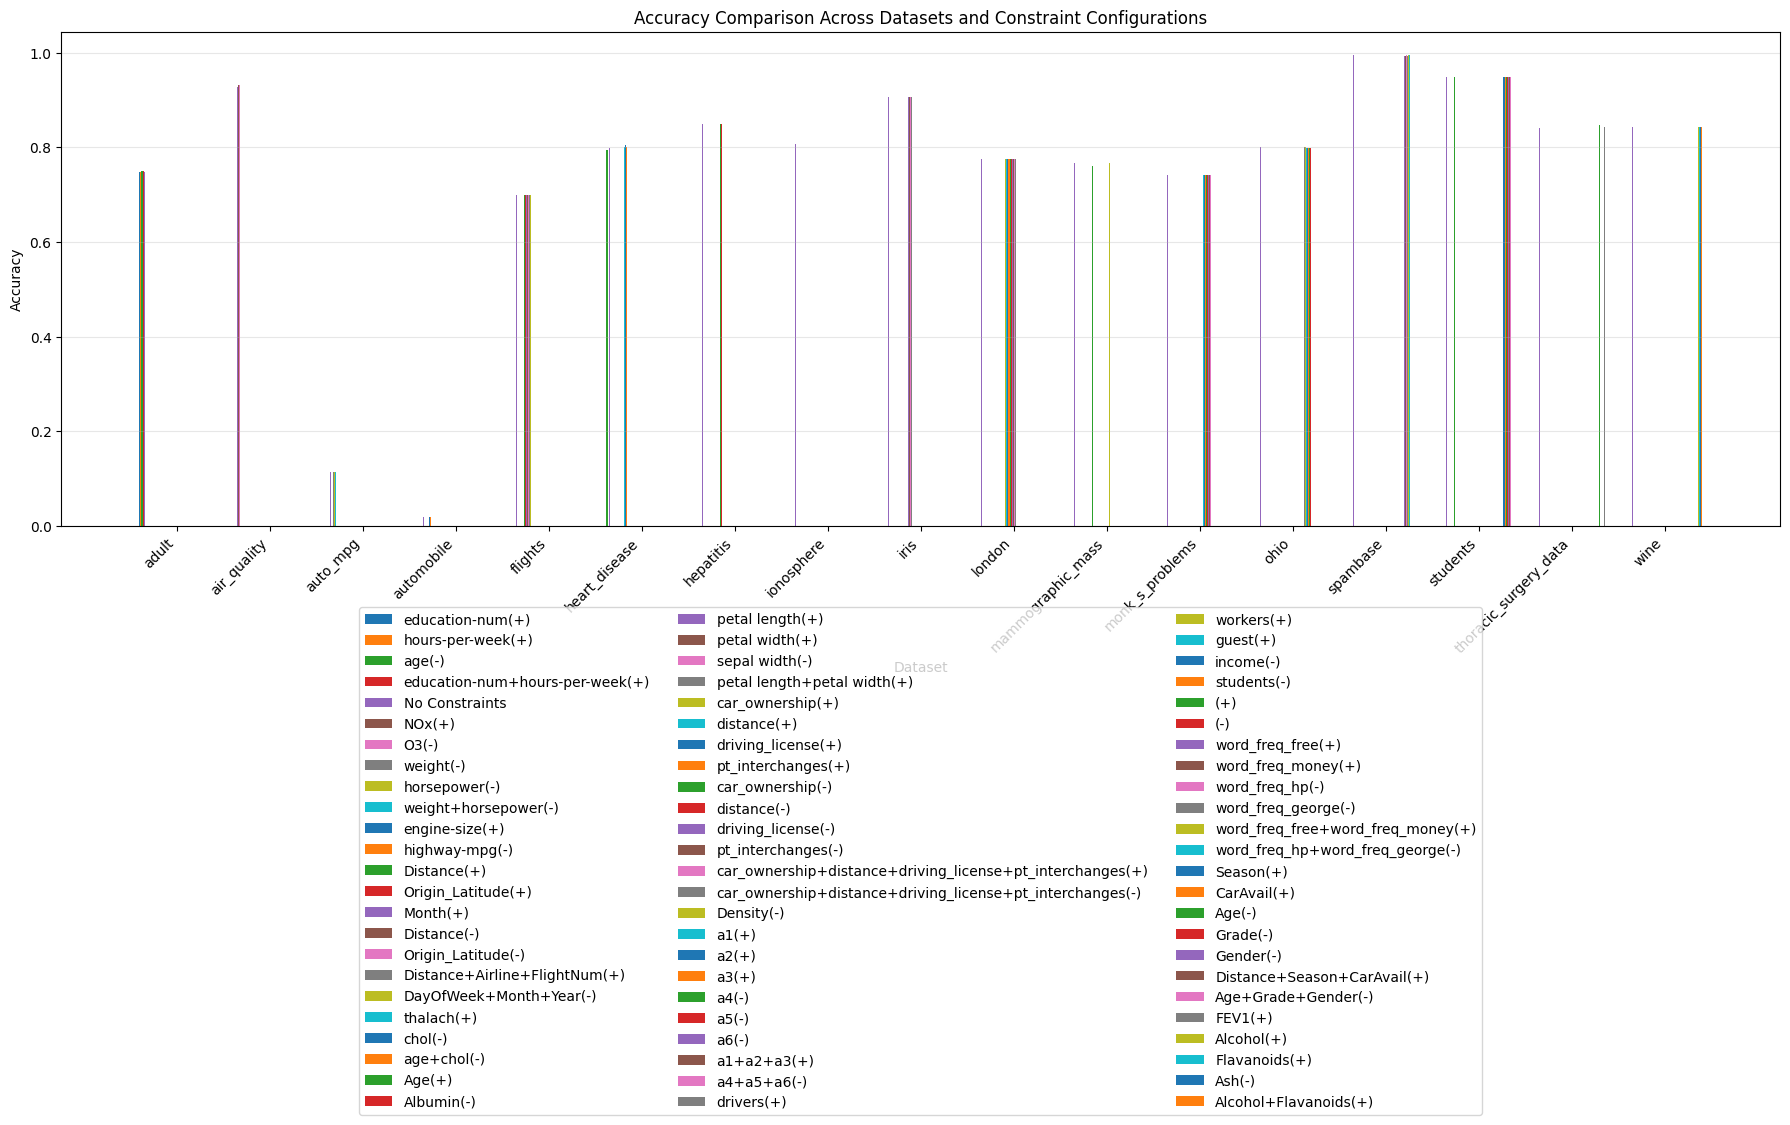 Accuracy Comparison Across Datasets and Constraint Configurations
1.0
0.8
0.6
0.4
0.2
0.0
Accuracy
adult
air_quality
auto_mpg
automobile
flights
heart_disease
hepatitis
ionosphere
iris
london
mammographic_mass
monk_s_problems
ohio
spambase
students
thoracic_surgery_data
wine
Dataset
education-num(+)
hours-per-week(+)
age(-)
education-num+hours-per-week(+)
No Constraints
NOx(+)
O3(-)
weight(-)
horsepower(-)
weight+horsepower(-)
engine-size(+)
highway-mpg(-)
Distance(+)
Origin_Latitude(+)
Month(+)
Distance(-)
Origin_Latitude(-)
Distance+Airline+FlightNum(+)
DayOfWeek+Month+Year(-)
thalach(+)
chol(-)
age+chol(-)
Age(+)
Albumin(-)
petal length(+)
petal width(+)
sepal width(-)
petal length+petal width(+)
car_ownership(+)
distance(+)
driving_license(+)
pt_interchanges(+)
car_ownership(-)
distance(-)
driving_license(-)
pt_interchanges(-)
car_ownership+distance+driving_license+pt_interchanges(+)
car_ownership+distance+driving_license+pt_interchanges(-)
Density(-)
a1(+)
a2(+)
a3(+)
a4(-)
a5(-)
a6(-)
a1+a2+a3(+)
a4+a5+a6(-)
drivers(+)
workers(+)
guest(+)
income(-)
students(-)
(+)
(-)
word_freq_free(+)
word_freq_money(+)
word_freq_hp(-)
word_freq_george(-)
word_freq_free+word_freq_money(+)
word_freq_hp+word_freq_george(-)
Season(+)
CarAvail(+)
Age(-)
Grade(-)
Gender(-)
Distance+Season+CarAvail(+)
Age+Grade+Gender(-)
FEV1(+)
Alcohol(+)
Flavanoids(+)
Ash(-)
Alcohol+Flavanoids(+)